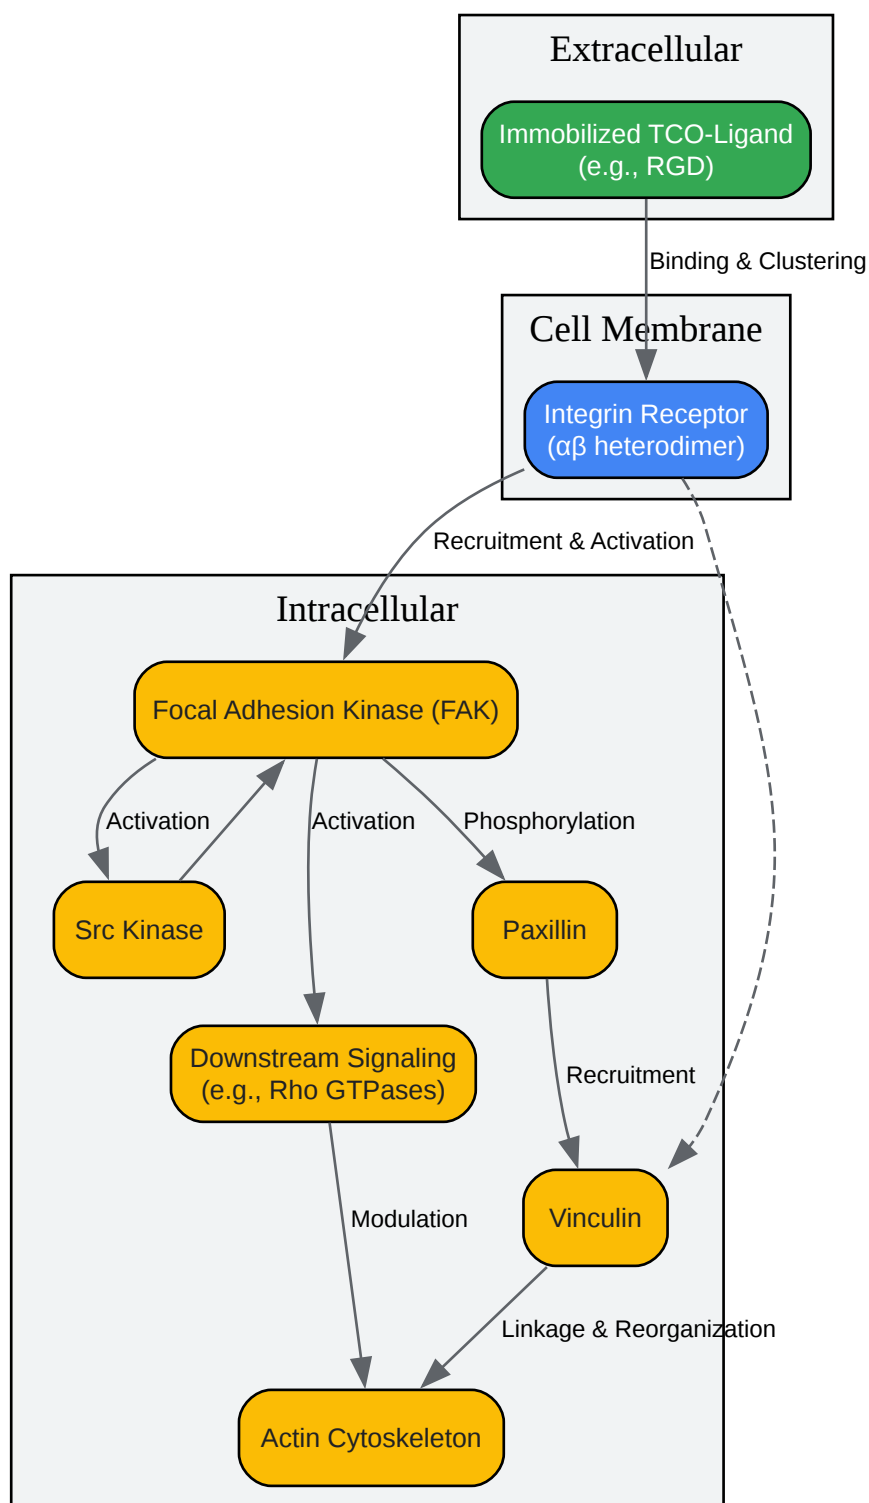 Extracellular
Immobilized TCO-Ligand
(e.g., RGD)
Binding & Clustering
Cell Membrane
Integrin Receptor
(αβ heterodimer)
Recruitment & Activation
Intracellular
Focal Adhesion Kinase (FAK)
Activation
Activation
Phosphorylation
Src Kinase
Paxillin
Downstream Signaling
(e.g., Rho GTPases)
Recruitment
Modulation
Vinculin
Linkage & Reorganization
Actin Cytoskeleton